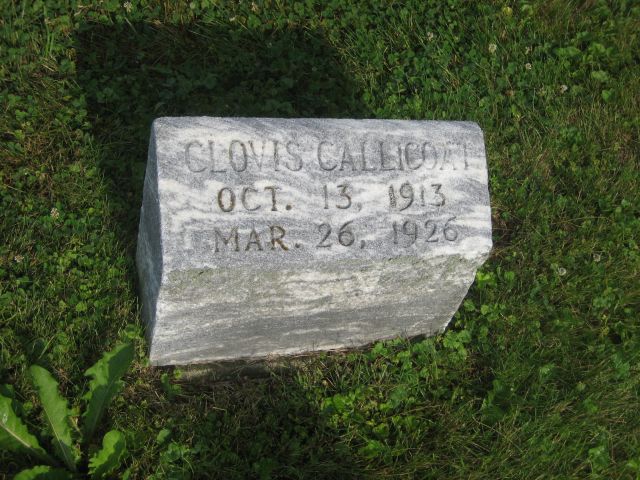 CLOVIS CALLICOAT
OCT. 13, 1913
MAR. 26, 1926